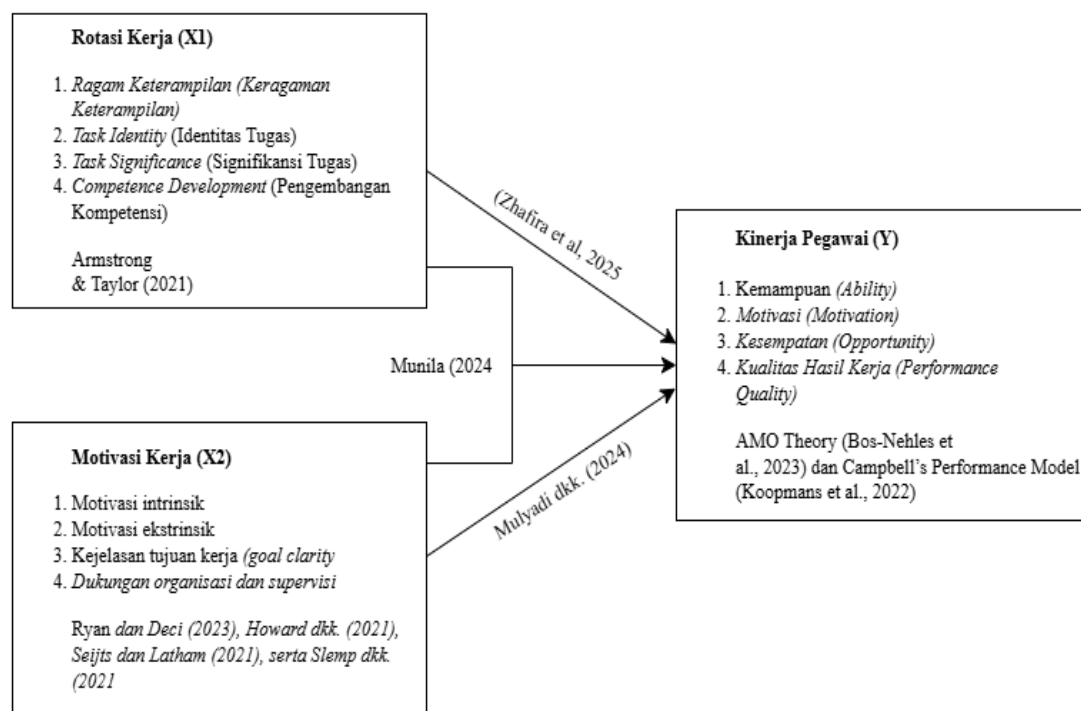 Rotasi Kerja (X1)
1. Ragam Keterampilan (Keragaman
Keterampilan)
2. Task Identity (Identitas Tugas)
3. Task Significance (Signifikansi Tugas)
4. Competence Development (Pengembangan
Kompetensi)
Armstrong
& Taylor (2021)
(Zhafira et al, 2025
Munila (2024
Mulyadi dkk. (2024)
Motivasi Kerja (X2)
1. Motivasi intrinsik
2. Motivasi ekstrinsik
3. Kejelasan tujuan kerja (goal clarity
4. Dukungan organisasi dan supervisi
Ryan dan Deci (2023), Howard dkk. (2021),
Seijts dan Latham (2021), serta Slemp dkk.
(2021
Kinerja Pegawai (Y)
1. Kemampuan (Ability)
2. Motivasi (Motivation)
3. Kesempatan (Opportunity)
4. Kualitas Hasil Kerja (Performance
Quality)
AMO Theory (Bos-Nehles et
al., 2023) dan Campbell’s Performance Model
(Koopmans et al., 2022)